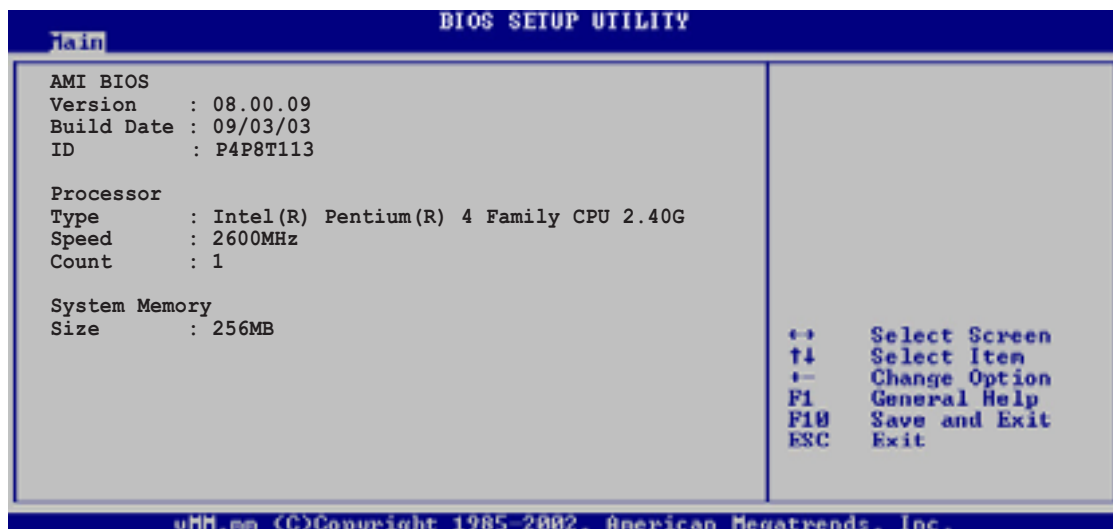 BIOS SETUP UTILITY
Main
AMI BIOS
Version : 08.00.09
Build Date : 09/03/03
ID : P4P8T113
Processor
Type : Intel(R) Pentium(R) 4 Family CPU 2.40G
Speed : 2600MHz
Count : 1
System Memory
Size : 256MB
←→ Select Screen
↑↓ Select Item
+- Change Option
F1 General Help
F10 Save and Exit
ESC Exit
vMM.mm (C)Copyright 1985-2002, American Megatrends, Inc.